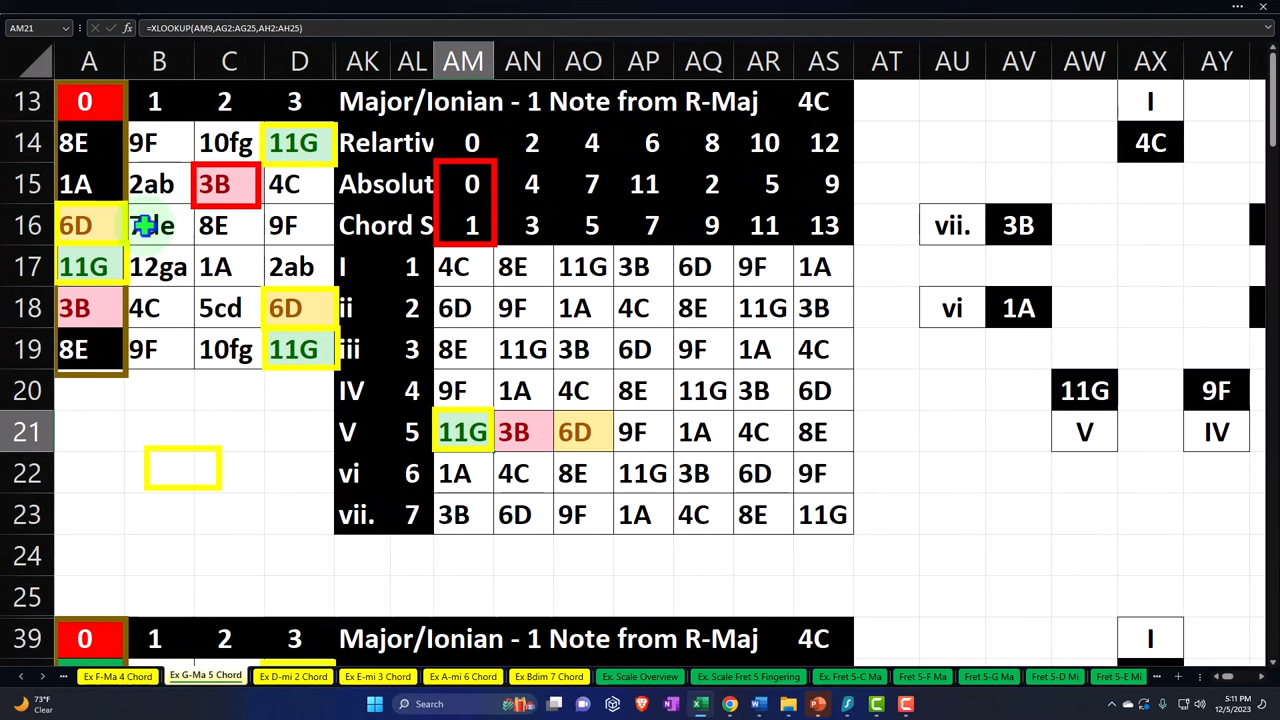 AM21 fx =XLOOKUP(AM9,AG2:AG25,AH2:AH25)
A B C D AK AL AM AN AO AP AQ AR AS AT AU AV AW AX AY
13 0 1 2 3 Major/Ionian - 1 Note from R-Maj 4C I
14 8E 9F 10fg 11G Relartiv 0 2 4 6 8 10 12 4C
15 1A 2ab 3B 4C Absolut 0 4 7 11 2 5 9
16 6D 7de 8E 9F Chord S 1 3 5 7 9 11 13 vii. 3B
17 11G 12ga 1A 2ab I 1 4C 8E 11G 3B 6D 9F 1A
18 3B 4C 5cd 6D ii 2 6D 9F 1A 4C 8E 11G 3B vi 1A
19 8E 9F 10fg 11G iii 3 8E 11G 3B 6D 9F 1A 4C
20 IV 4 9F 1A 4C 8E 11G 3B 6D 11G 9F
21 V 5 11G 3B 6D 9F 1A 4C 8E V IV
22 vi 6 1A 4C 8E 11G 3B 6D 9F
23 vii. 7 3B 6D 9F 1A 4C 8E 11G
24
25
39 0 1 2 3 Major/Ionian - 1 Note from R-Maj 4C I
Ex F-Ma 4 Chord Ex G-Ma 5 Chord Ex D-mi 2 Chord Ex E-mi 3 Chord Ex A-mi 6 Chord Ex Bdim 7 Chord Ex. Scale Overview Ex. Scale Fret 5 Fingering Ex. Fret 5-C Ma Fret 5-F Ma Fret 5-G Ma Fret 5-D Mi Fret 5-E Mi
73°F Search 5:11 PM
Clear 12/5/2023